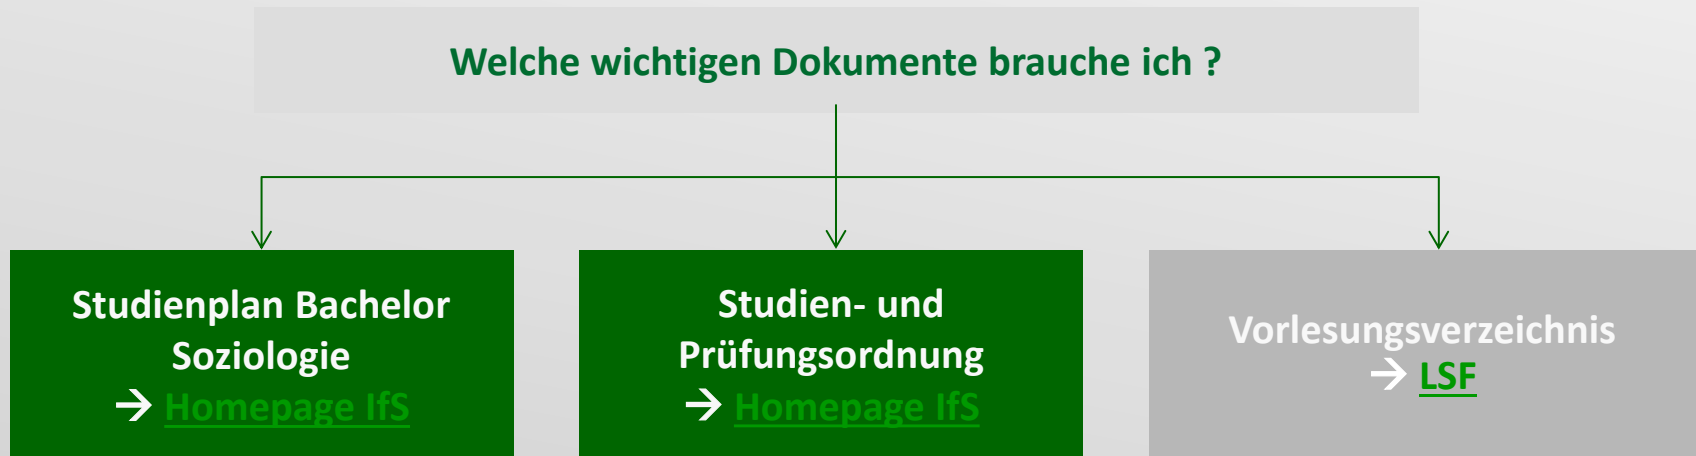 Welche wichtigen Dokumente brauche ich ?
Studienplan Bachelor
Soziologie
→ Homepage IfS
Studien- und
Prüfungsordnung
→ Homepage IfS
Vorlesungsverzeichnis
→ LSF